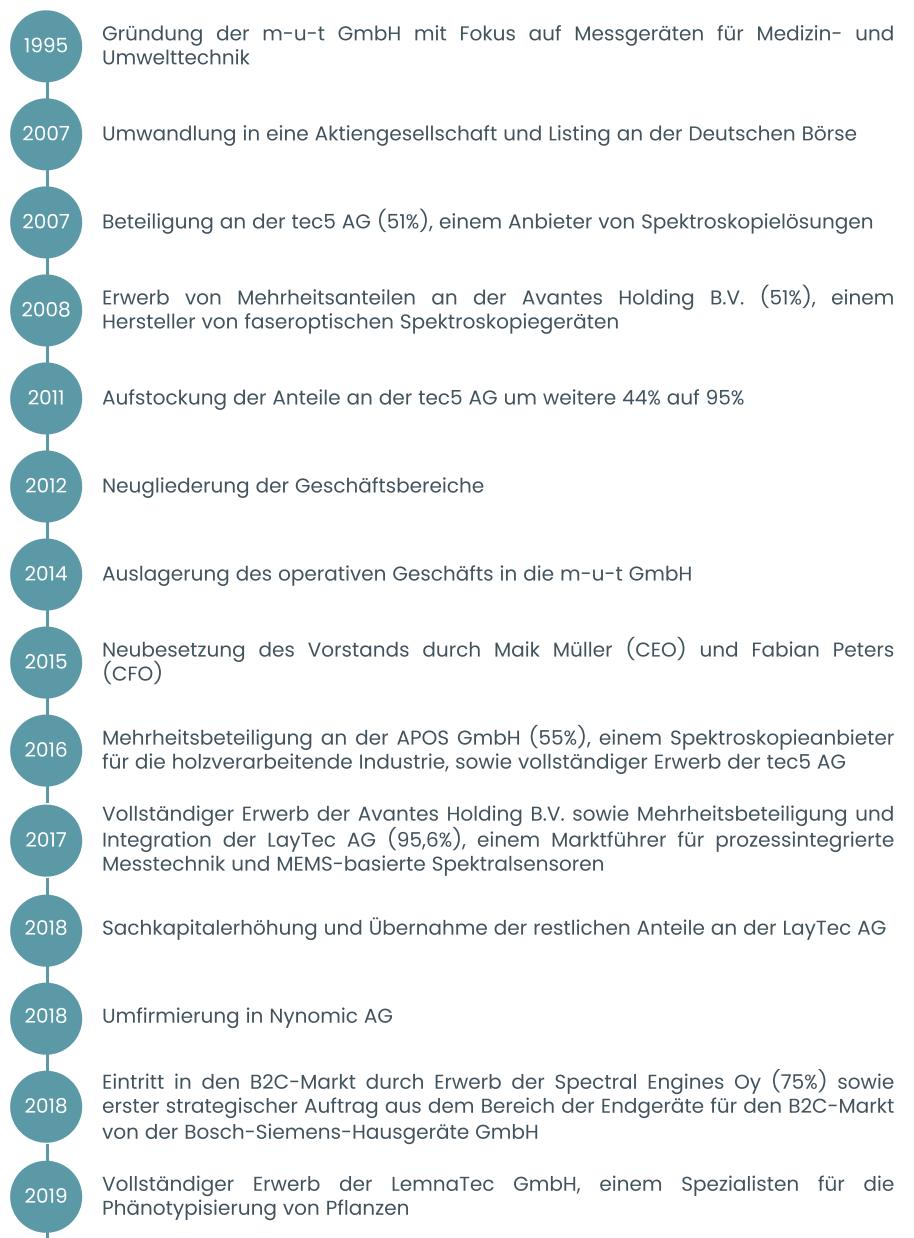 1995
Gründung der m-u-t GmbH mit Fokus auf Messgeräten für Medizin- und
Umwelttechnik
2007
Umwandlung in eine Aktiengesellschaft und Listing an der Deutschen Börse
2007
Beteiligung an der tec5 AG (51%), einem Anbieter von Spektroskopielösungen
2008
Erwerb von Mehrheitsanteilen an der Avantes Holding B.V. (51%), einem
Hersteller von faseroptischen Spektroskopiegeräten
2011
Aufstockung der Anteile an der tec5 AG um weitere 44% auf 95%
2012
Neugliederung der Geschäftsbereiche
2014
Auslagerung des operativen Geschäfts in die m-u-t GmbH
2015
Neubesetzung des Vorstands durch Maik Müller (CEO) und Fabian Peters
(CFO)
2016
Mehrheitsbeteiligung an der APOS GmbH (55%), einem Spektroskopieanbieter
für die holzverarbeitende Industrie, sowie vollständiger Erwerb der tec5 AG
2017
Vollständiger Erwerb der Avantes Holding B.V. sowie Mehrheitsbeteiligung und
Integration der LayTec AG (95,6%), einem Marktführer für prozessintegrierte
Messtechnik und MEMS-basierte Spektralsensoren
2018
Sachkapitalerhöhung und Übernahme der restlichen Anteile an der LayTec AG
2018
Umfirmierung in Nynomic AG
2018
Eintritt in den B2C-Markt durch Erwerb der Spectral Engines Oy (75%) sowie
erster strategischer Auftrag aus dem Bereich der Endgeräte für den B2C-Markt
von der Bosch-Siemens-Hausgeräte GmbH
2019
Vollständiger Erwerb der LemnaTec GmbH, einem Spezialisten für die
Phänotypisierung von Pflanzen